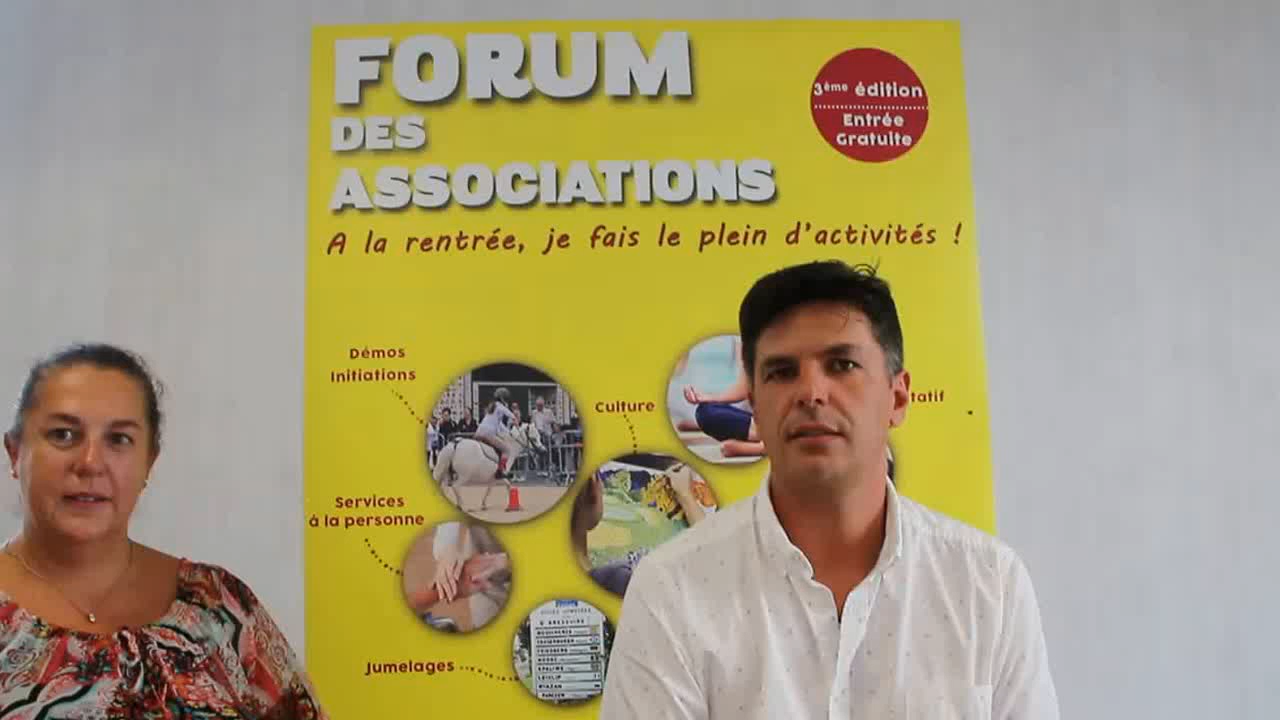 FORUM
DES
ASSOCIATIONS
3ème édition
Entrée
Gratuite
A la rentrée, je fais le plein d'activités !
Démos
Initiations
Culture
tatif
Services
à la personne
Jumelages